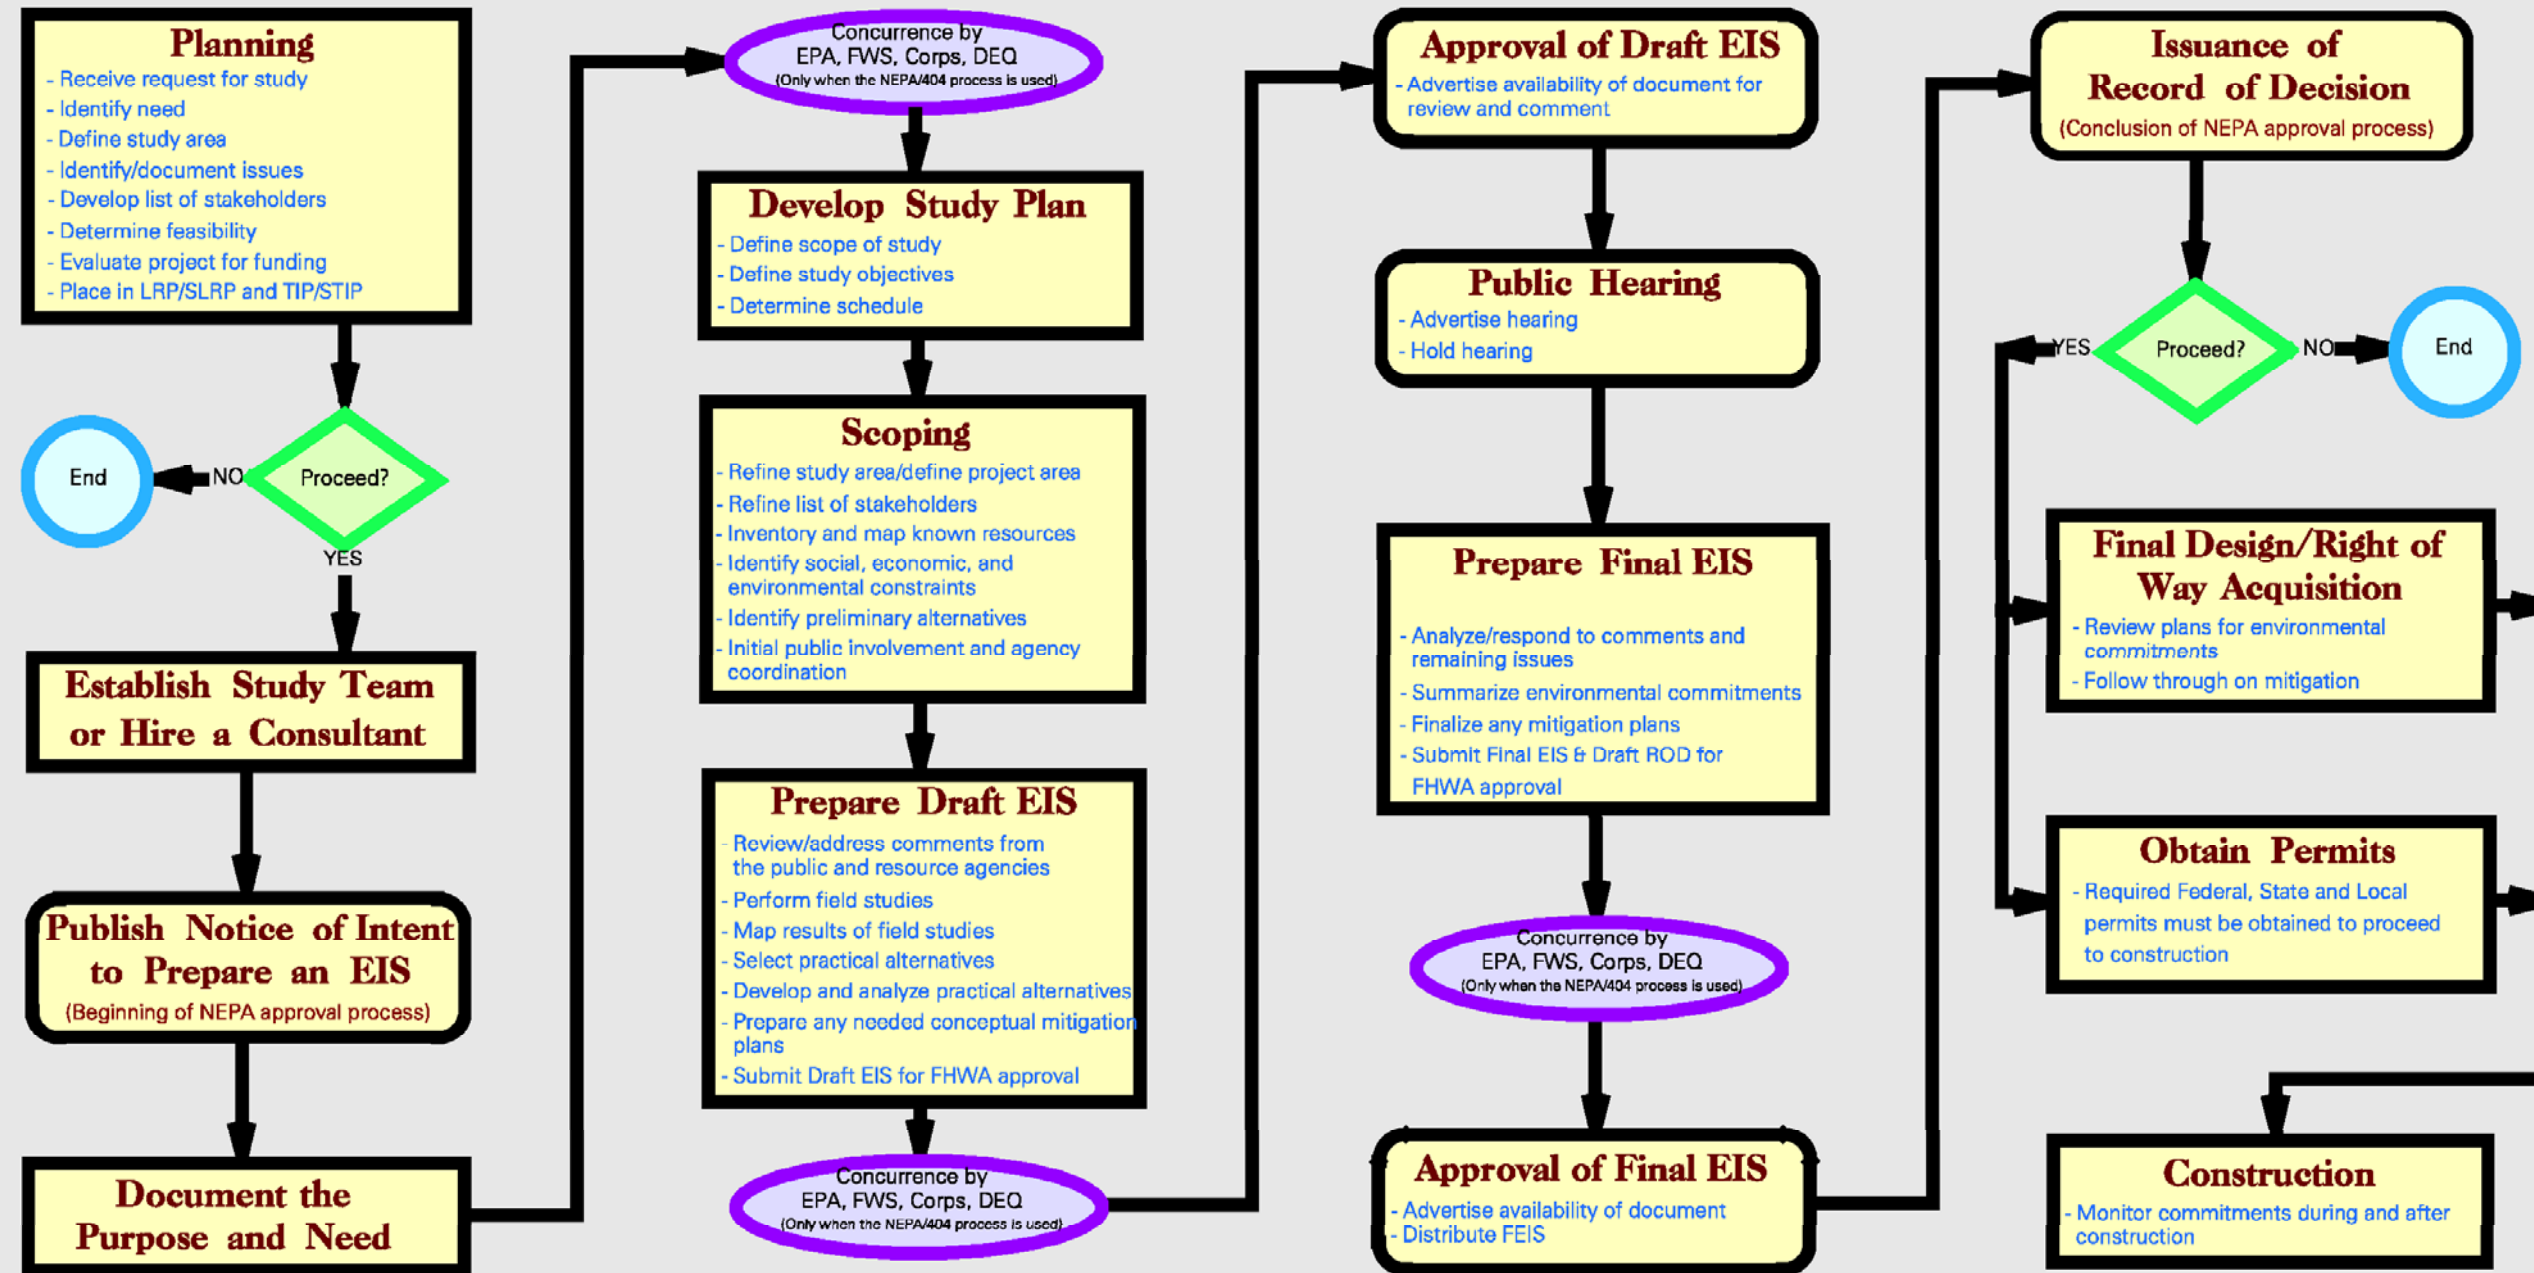 Planning
- Receive request for study
- Identify need
- Define study area
- Identify/document issues
- Develop list of stakeholders
- Determine feasibility
- Evaluate project for funding
- Place in LRP/SLRP and TIP/STIP
Proceed?
NO
End
YES
Establish Study Team
or Hire a Consultant
Publish Notice of Intent
to Prepare an EIS
(Beginning of NEPA approval process)
Document the
Purpose and Need
Concurrence by
EPA, FWS, Corps, DEQ
(Only when the NEPA/404 process is used)
Develop Study Plan
- Define scope of study
- Define study objectives
- Determine schedule
Scoping
- Refine study area/define project area
- Refine list of stakeholders
- Inventory and map known resources
- Identify social, economic, and
environmental constraints
- Identify preliminary alternatives
- Initial public involvement and agency
coordination
Prepare Draft EIS
- Review/address comments from
the public and resource agencies
- Perform field studies
- Map results of field studies
- Select practical alternatives
- Develop and analyze practical alternatives
- Prepare any needed conceptual mitigation
plans
- Submit Draft EIS for FHWA approval
Concurrence by
EPA, FWS, Corps, DEQ
(Only when the NEPA/404 process is used)
Approval of Draft EIS
- Advertise availability of document for
review and comment
Public Hearing
- Advertise hearing
- Hold hearing
Prepare Final EIS
- Analyze/respond to comments and
remaining issues
- Summarize environmental commitments
- Finalize any mitigation plans
- Submit Final EIS & Draft ROD for
FHWA approval
Concurrence by
EPA, FWS, Corps, DEQ
(Only when the NEPA/404 process is used)
Approval of Final EIS
- Advertise availability of document
- Distribute FEIS
Issuance of
Record of Decision
(Conclusion of NEPA approval process)
YES
Proceed?
NO
End
Final Design/Right of
Way Acquisition
- Review plans for environmental
commitments
- Follow through on mitigation
Obtain Permits
- Required Federal, State and Local
permits must be obtained to proceed
to construction
Construction
- Monitor commitments during and after
construction